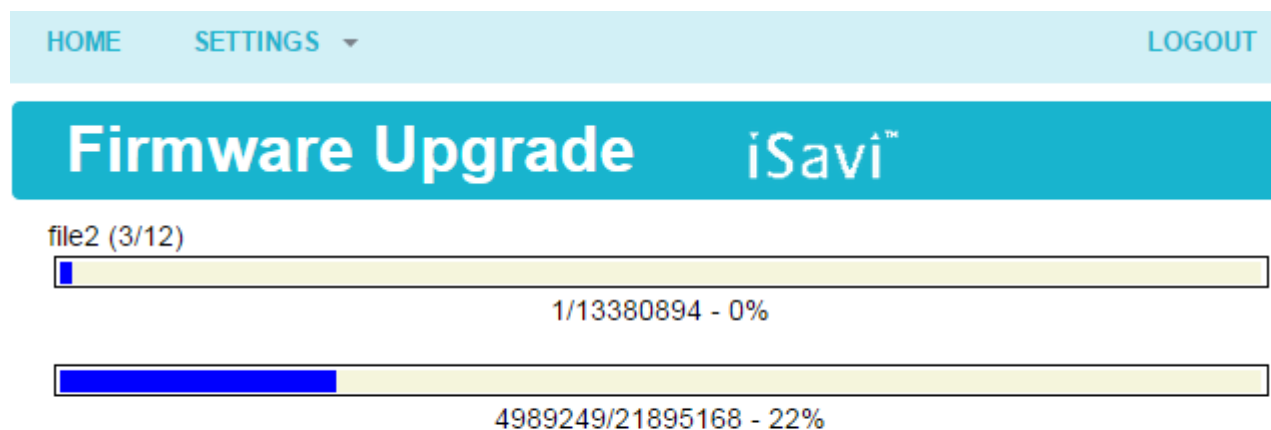 HOME SETTINGS LOGOUT
Firmware Upgrade iSavi™
file2 (3/12)
1/13380894 - 0%
4989249/21895168 - 22%